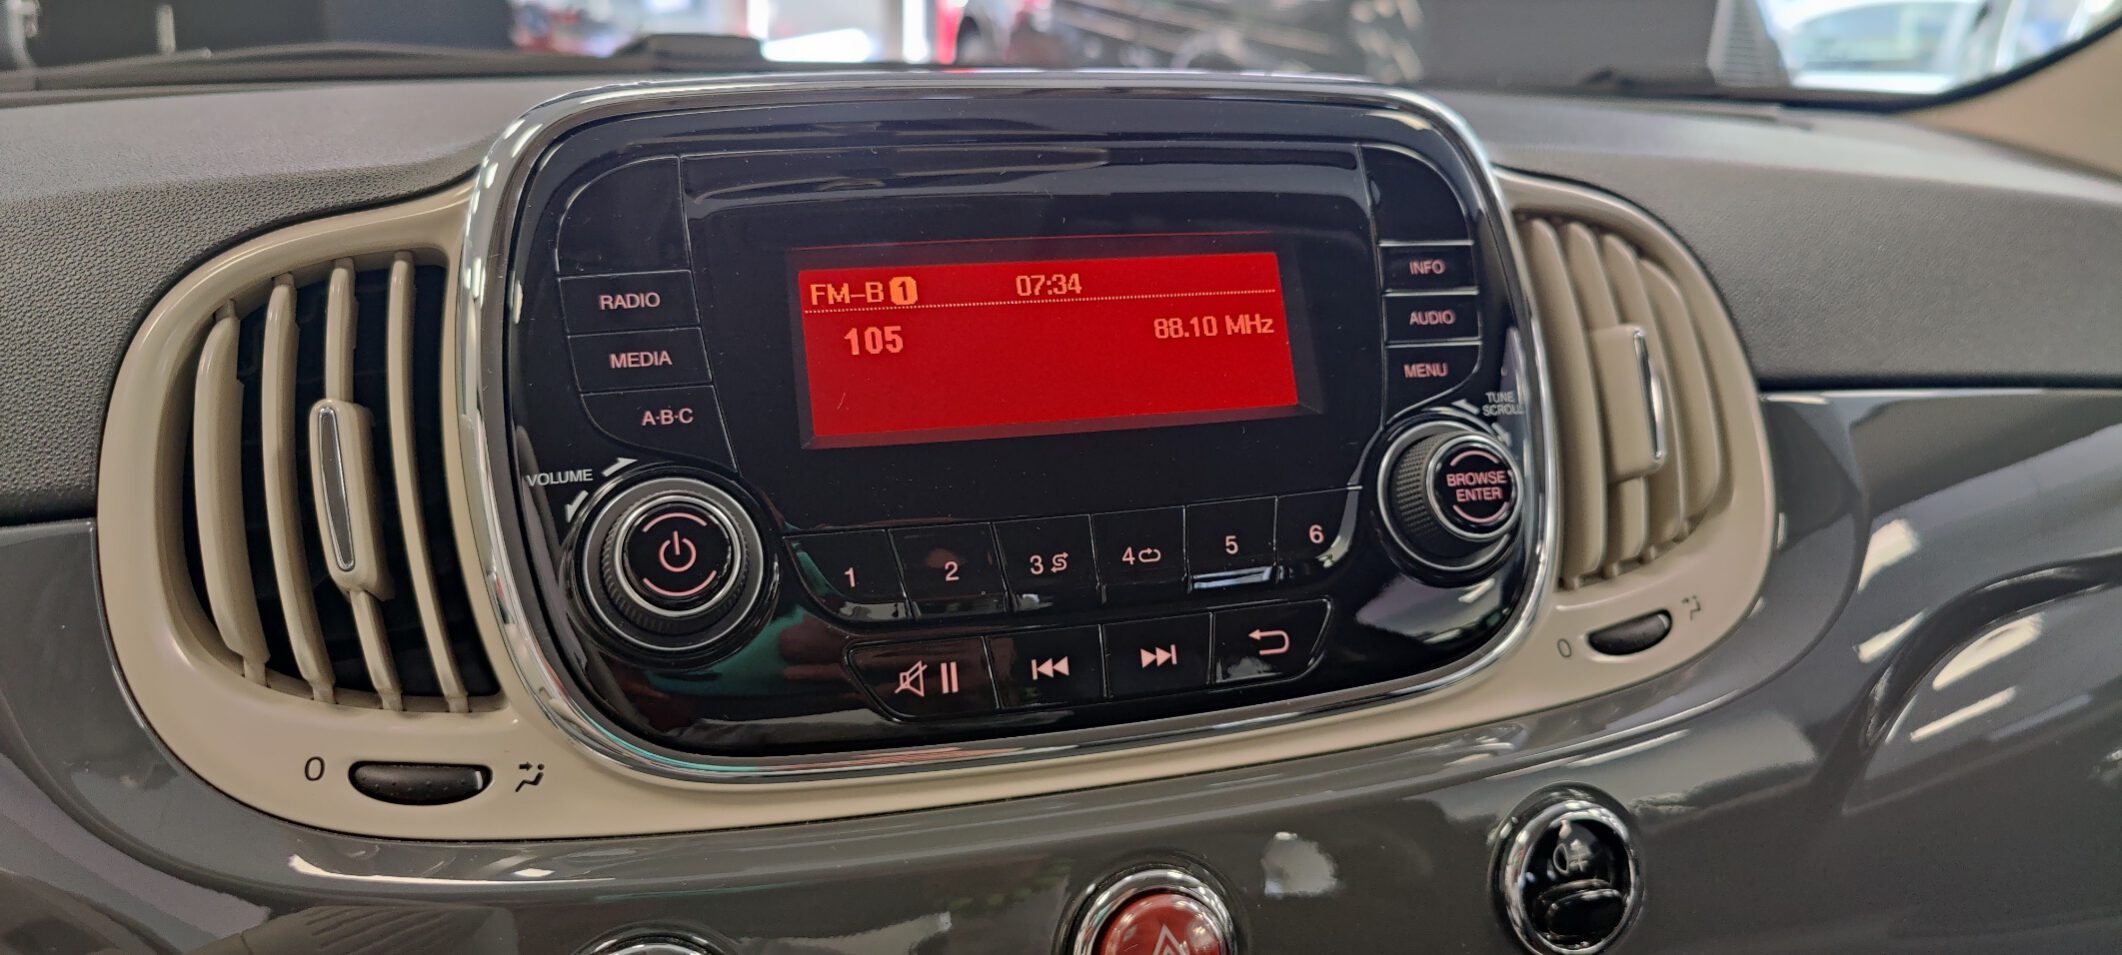 FM-B 1 07:34
105 88.10 MHz
RADIO
MEDIA
A·B·C
VOLUME
INFO
AUDIO
MENU
TUNE
SCROLL
BROWSE
ENTER
1 2 3 4 5 6
0
0